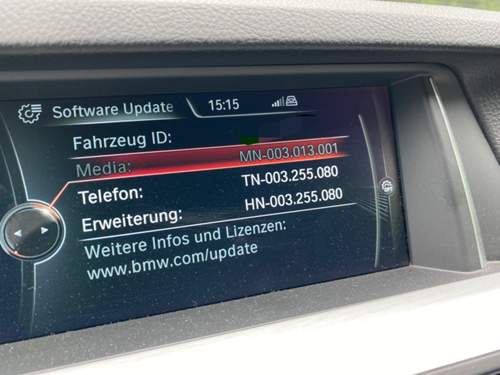 Software Update 15:15
Fahrzeug ID:
Media: MN-003.013.001
Telefon: TN-003.255.080
Erweiterung: HN-003.255.080
Weitere Infos und Lizenzen:
www.bmw.com/update